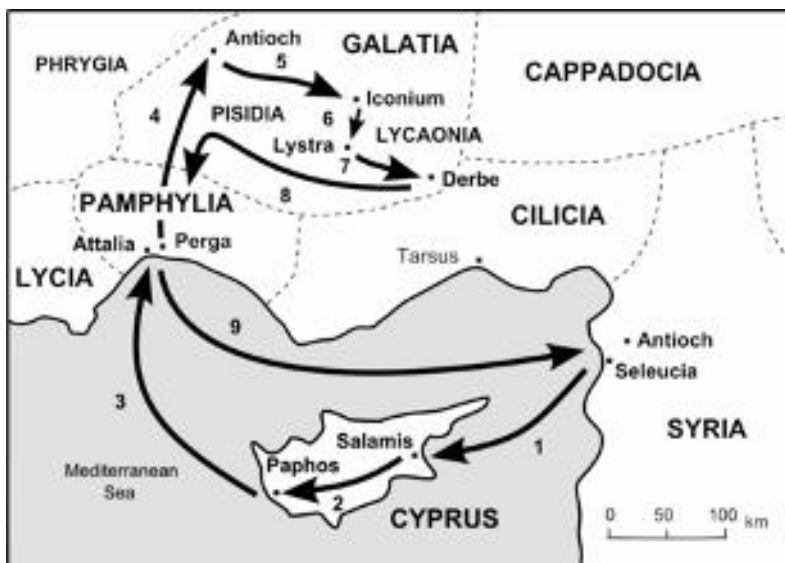 Antioch
GALATIA
5
PHRYGIA
CAPPADOCIA
Iconium
4
PISIDIA
6
LYCAONIA
Lystra
7
Derbe
8
PAMPHYLIA
CILICIA
Attalia
Perga
Tarsus
LYCIA
9
Antioch
Seleucia
3
SYRIA
Salamis
1
Paphos
Mediterranean
Sea
2
CYPRUS
0 50 100
km